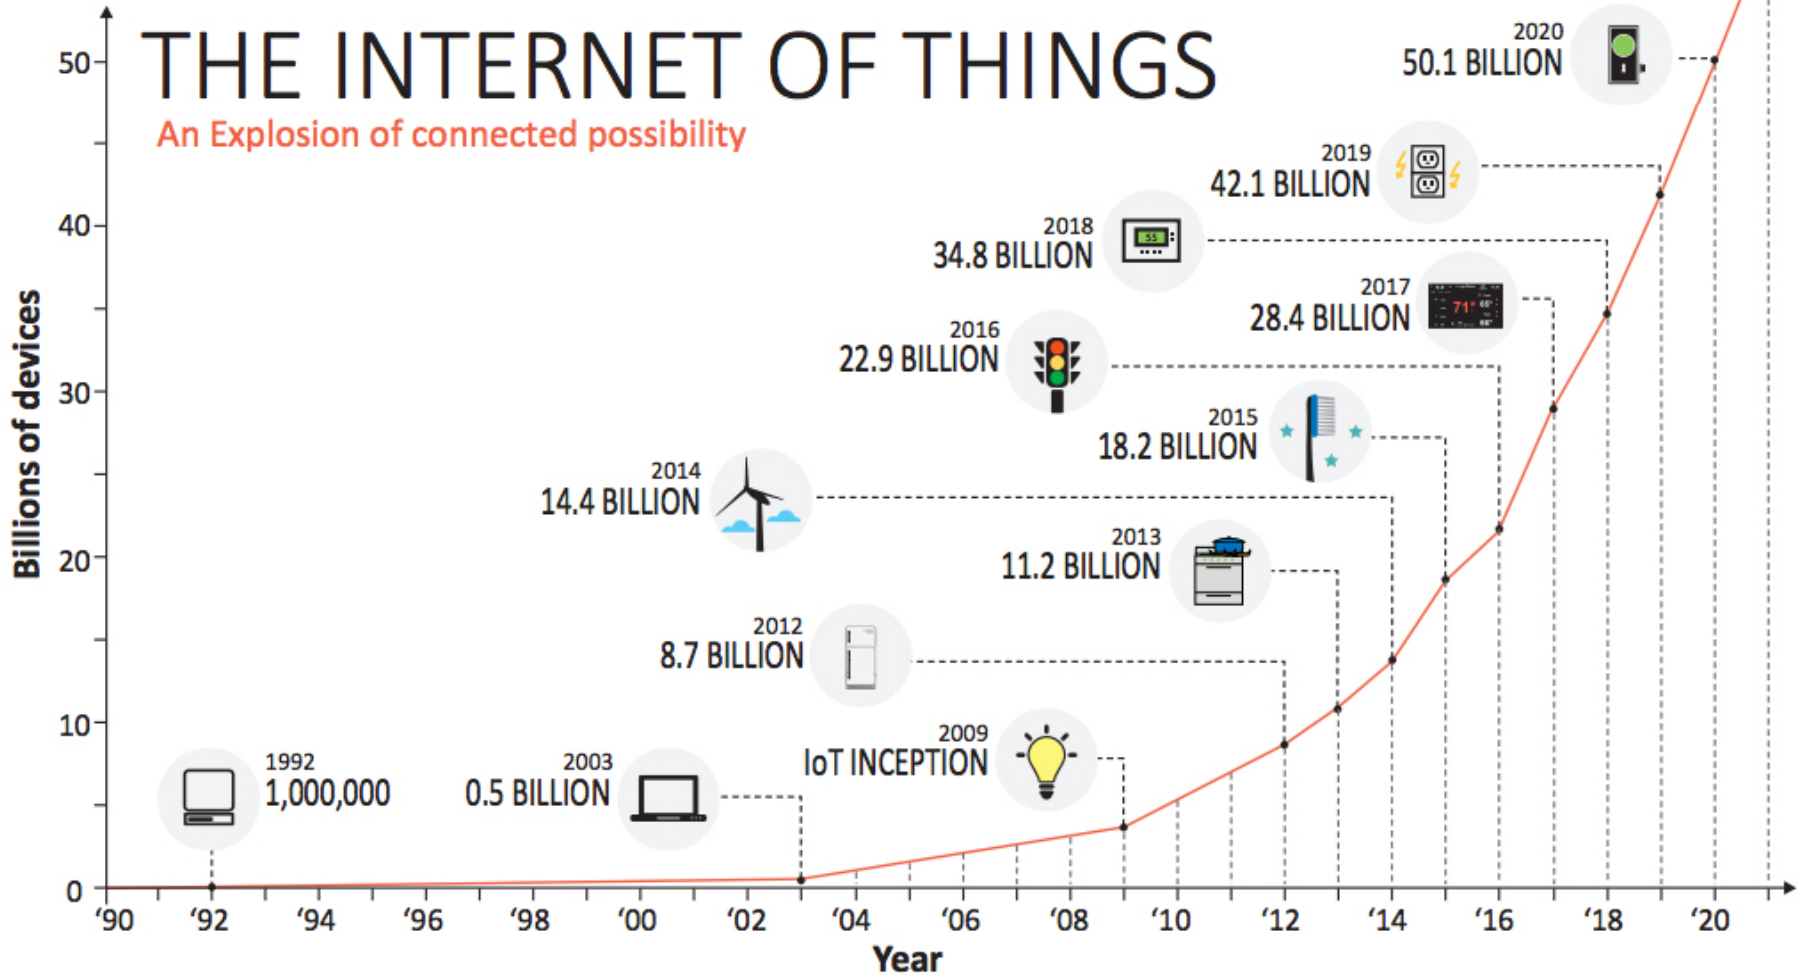 THE INTERNET OF THINGS
An Explosion of connected possibility
2020
50.1 BILLION
2019
42.1 BILLION
2018
34.8 BILLION
2017
28.4 BILLION
2016
22.9 BILLION
2015
18.2 BILLION
2014
14.4 BILLION
2013
11.2 BILLION
2012
8.7 BILLION
2009
IoT INCEPTION
2003
0.5 BILLION
1992
1,000,000
55
71°
Billions of devices
50
40
30
20
10
0
‘90 ‘92 ‘94 ‘96 ‘98 ‘00 ‘02 ‘04 ‘06 ‘08 ‘10 ‘12 ‘14 ‘16 ‘18 ‘20
Year